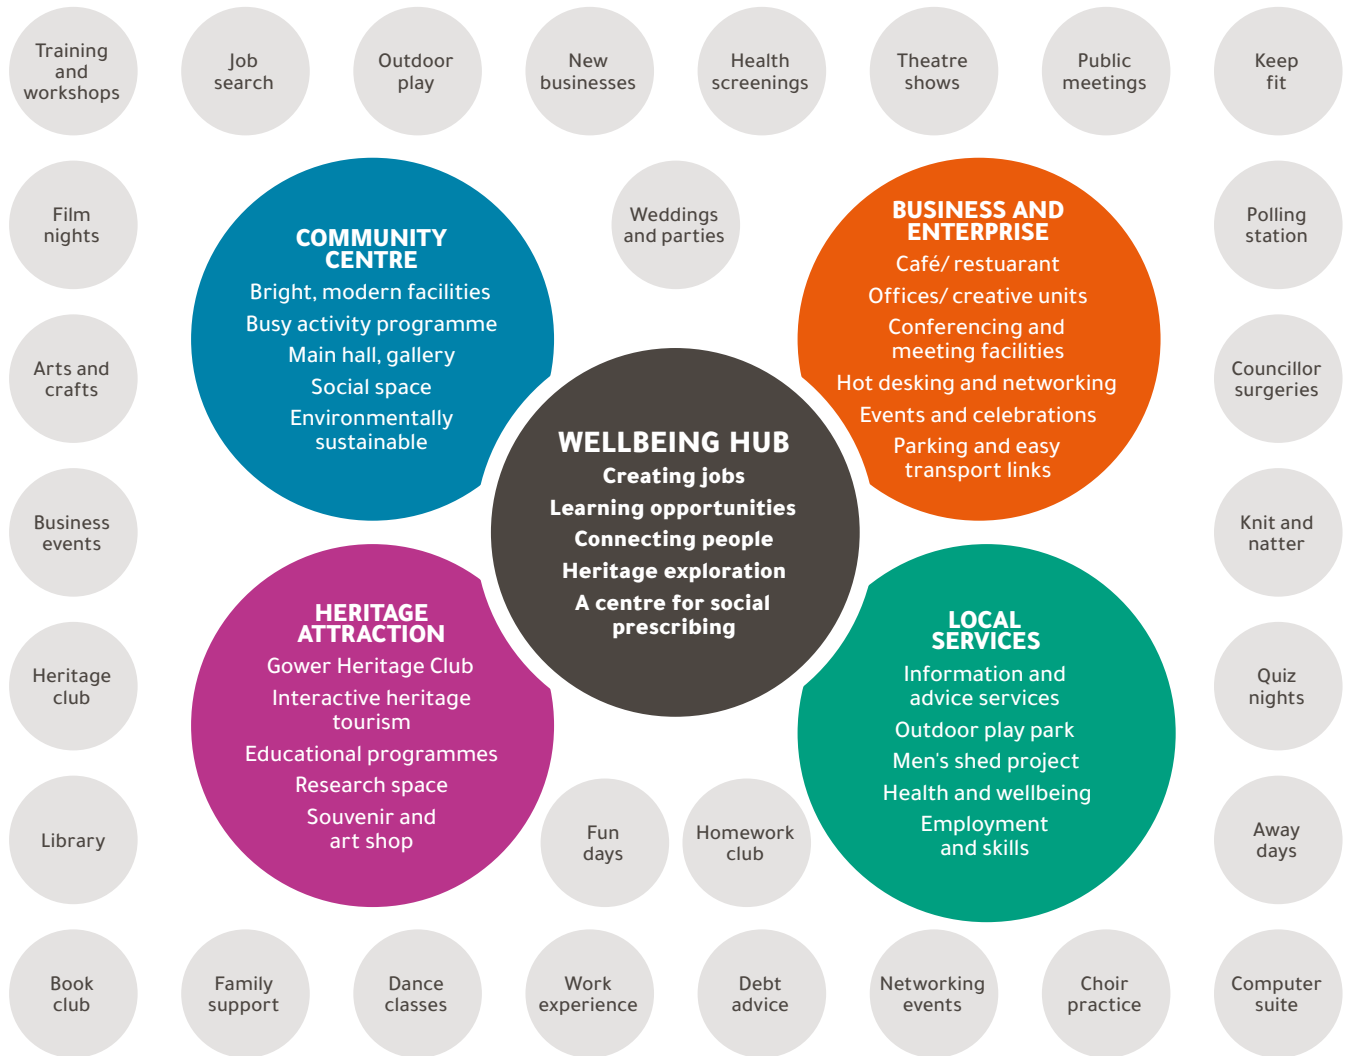 Training
and
workshops
Job
search
Outdoor
play
New
businesses
Health
screenings
Theatre
shows
Public
meetings
Keep
fit
Film
nights
COMMUNITY
CENTRE
Bright, modern facilities
Busy activity programme
Main hall, gallery
Social space
Environmentally
sustainable
Weddings
and parties
BUSINESS AND
ENTERPRISE
Café/ restuarant
Offices/ creative units
Conferencing and
meeting facilities
Hot desking and networking
Events and celebrations
Parking and easy
transport links
Polling
station
Arts and
crafts
Councillor
surgeries
WELLBEING HUB
Creating jobs
Learning opportunities
Connecting people
Heritage exploration
A centre for social
prescribing
Business
events
Knit and
natter
HERITAGE
ATTRACTION
Gower Heritage Club
Interactive heritage
tourism
Educational programmes
Research space
Souvenir and
art shop
LOCAL
SERVICES
Information and
advice services
Outdoor play park
Men's shed project
Health and wellbeing
Employment
and skills
Heritage
club
Quiz
nights
Library
Fun
days
Homework
club
Away
days
Book
club
Family
support
Dance
classes
Work
experience
Debt
advice
Networking
events
Choir
practice
Computer
suite